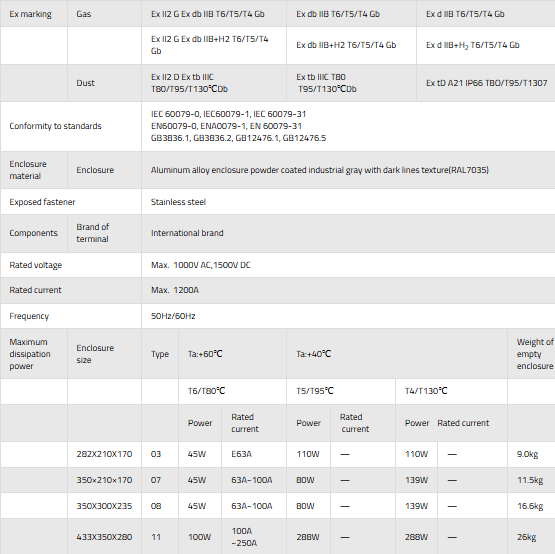 Ex marking Gas Ex II2 G Ex db IIB T6/T5/T4 Gb Ex db IIB T6/T5/T4 Gb Ex d IIB T6/T5/T4 Gb
Ex II2 G Ex db IIB+H2 T6/T5/T4 Ex db IIB+H2 T6/T5/T4 Gb Ex d IIB+H₂ T6/T5/T4 Gb
Gb
Dust Ex II2 D Ex tb IIIC Ex tb IIIC T80 Ex tD A21 IP66 T8O/T95/T1307
T80/T95/T130℃Db T95/T130℃Db
Conformity to standards IEC 60079-0, IEC60079-1, IEC 60079-31
EN60079-0, ENA0079-1, EN 60079-31
GB3836.1, GB3836.2, GB12476.1, GB12476.5
Enclosure Enclosure Aluminum alloy enclosure powder coated industrial gray with dark lines texture(RAL7035)
material
Exposed fastener Stainless steel
Components Brand of International brand
terminal
Rated voltage Max. 1000V AC,1500V DC
Rated current Max. 1200A
Frequency 50Hz/60Hz
Maximum Enclosure Type Ta:+60℃ Ta:+40℃ Weight of
dissipation size empty
power enclosure
T6/T80℃ T5/T95℃ T4/T130℃
Power Rated Power Rated Power Rated current
current current
282X210X170 03 45W E63A 110W — 110W — 9.0kg
350×210×170 07 45W 63A~100A 80W — 139W — 11.5kg
350X300X235 08 45W 63A~100A 80W — 139W — 16.6kg
433X350X280 11 100W 100A 288W — 288W — 26kg
~250A